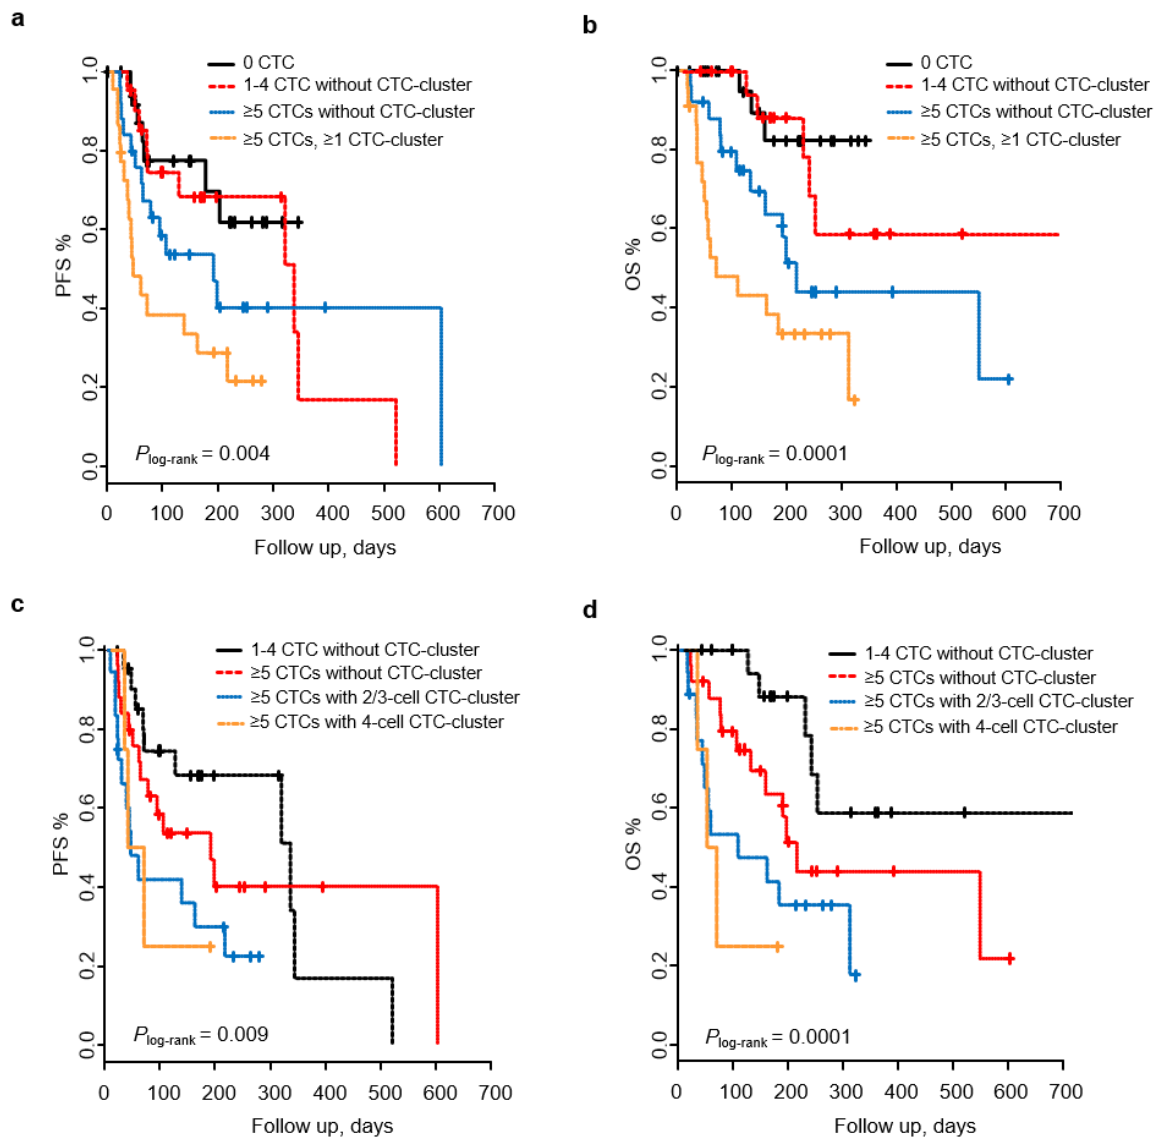 a
0 CTC
1-4 CTC without CTC-cluster
≥5 CTCs without CTC-cluster
≥5 CTCs, ≥1 CTC-cluster
PFS %
1.0
0.8
0.6
0.4
0.2
0.0
P log-rank = 0.004
0 100 200 300 400 500 600 700
Follow up, days
b
0 CTC
1-4 CTC without CTC-cluster
≥5 CTCs without CTC-cluster
≥5 CTCs, ≥1 CTC-cluster
OS %
1.0
0.8
0.6
0.4
0.2
0.0
P log-rank = 0.0001
0 100 200 300 400 500 600 700
Follow up, days
c
1-4 CTC without CTC-cluster
≥5 CTCs without CTC-cluster
≥5 CTCs with 2/3-cell CTC-cluster
≥5 CTCs with 4-cell CTC-cluster
PFS %
1.0
0.8
0.6
0.4
0.2
0.0
P log-rank = 0.009
0 100 200 300 400 500 600 700
Follow up, days
d
1-4 CTC without CTC-cluster
≥5 CTCs without CTC-cluster
≥5 CTCs with 2/3-cell CTC-cluster
≥5 CTCs with 4-cell CTC-cluster
OS %
1.0
0.8
0.6
0.4
0.2
0.0
P log-rank = 0.0001
0 100 200 300 400 500 600 700
Follow up, days